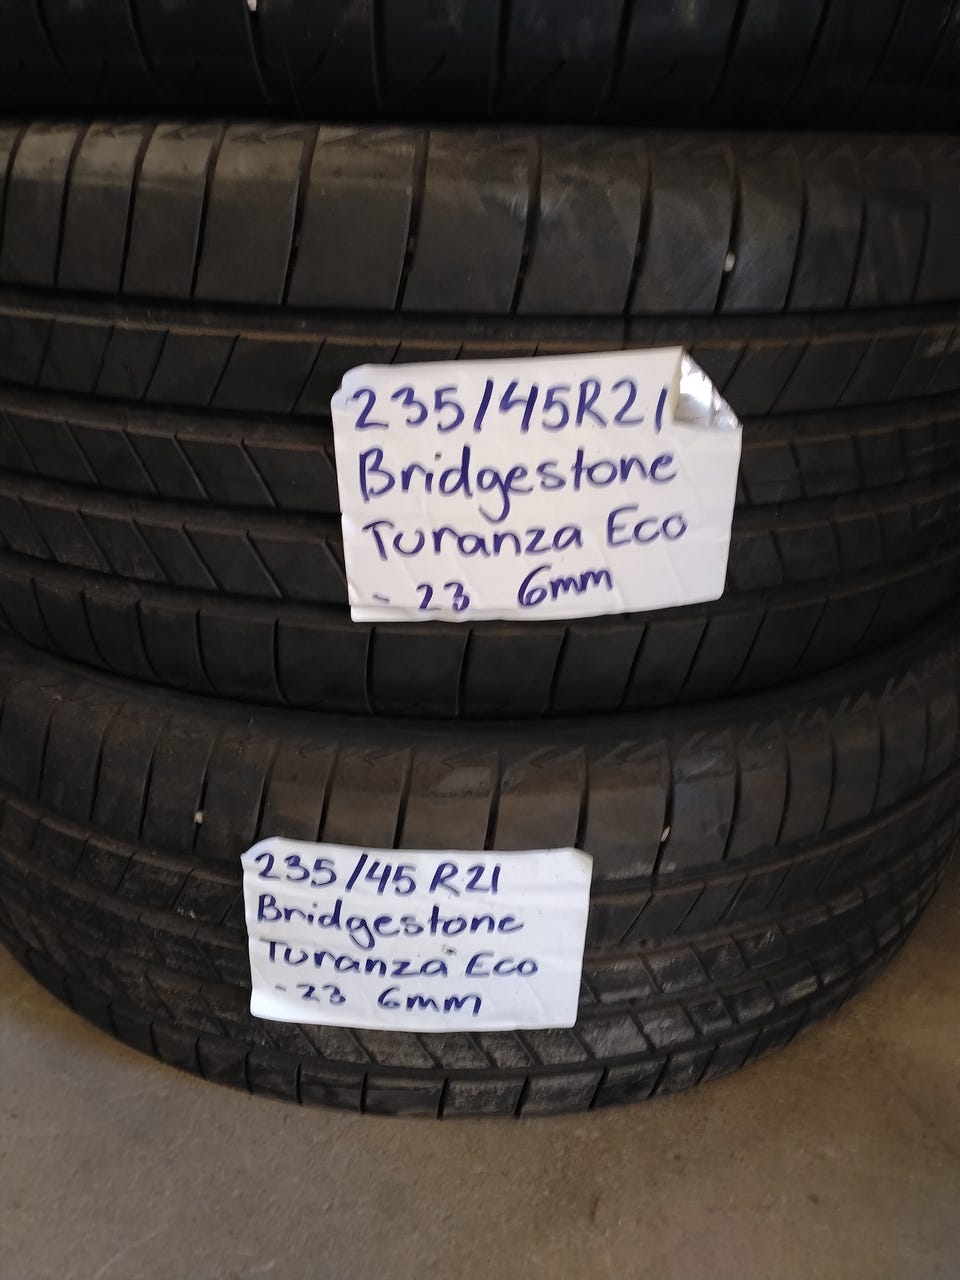 235/45R21
Bridgestone
Turanza Eco
- 23 6mm
235/45 R21
Bridgestone
Turanza Eco
- 23 6mm